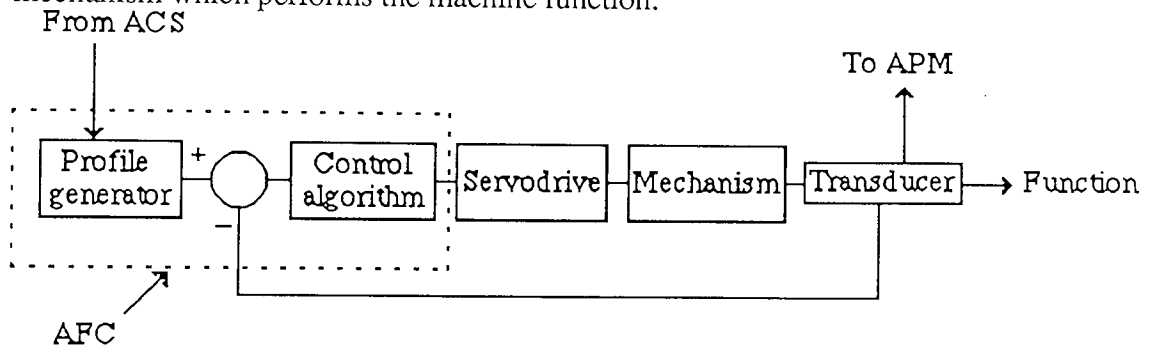 mechanism which performs the machine function.
From ACS
To APM
Profile
generator
+
−
Control
algorithm
Servodrive
Mechanism
Transducer
Function
AFC